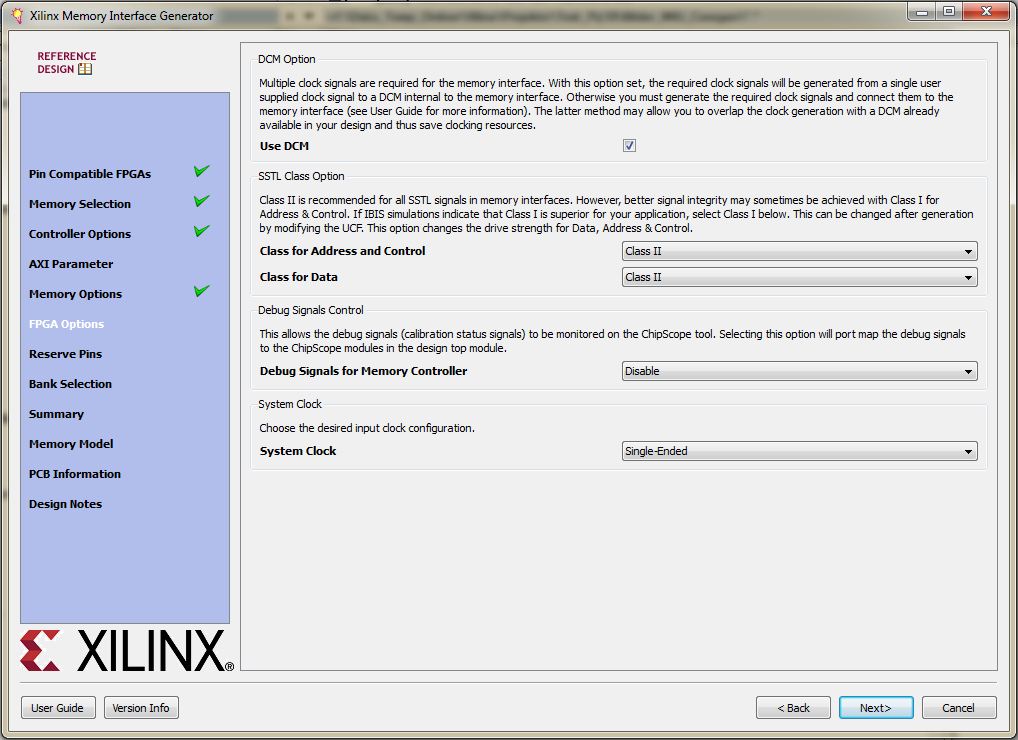 Xilinx Memory Interface Generator
REFERENCE
DESIGN
Pin Compatible FPGAs
Memory Selection
Controller Options
AXI Parameter
Memory Options
FPGA Options
Reserve Pins
Bank Selection
Summary
Memory Model
PCB Information
Design Notes
XILINX®
DCM Option
Multiple clock signals are required for the memory interface. With this option set, the required clock signals will be generated from a single user
supplied clock signal to a DCM internal to the memory interface. Otherwise you must generate the required clock signals and connect them to the
memory interface (see User Guide for more information). The latter method may allow you to overlap the clock generation with a DCM already
available in your design and thus save clocking resources.
Use DCM
SSTL Class Option
Class II is recommended for all SSTL signals in memory interfaces. However, better signal integrity may sometimes be achieved with Class I for
Address & Control. If IBIS simulations indicate that Class I is superior for your application, select Class I below. This can be changed after generation
by modifying the UCF. This option changes the drive strength for Data, Address & Control.
Class for Address and Control Class II
Class for Data Class II
Debug Signals Control
This allows the debug signals (calibration status signals) to be monitored on the ChipScope tool. Selecting this option will port map the debug signals
to the ChipScope modules in the design top module.
Debug Signals for Memory Controller Disable
System Clock
Choose the desired input clock configuration.
System Clock Single-Ended
User Guide Version Info < Back Next> Cancel